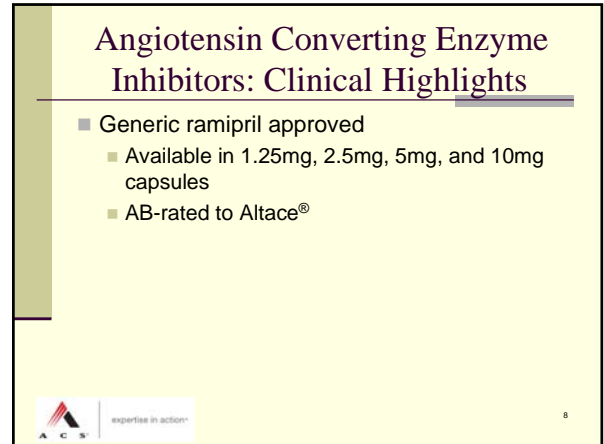 Angiotensin Converting Enzyme
Inhibitors: Clinical Highlights
Generic ramipril approved
Available in 1.25mg, 2.5mg, 5mg, and 10mg
capsules
AB-rated to Altace®
A C S
expertise in action™
8